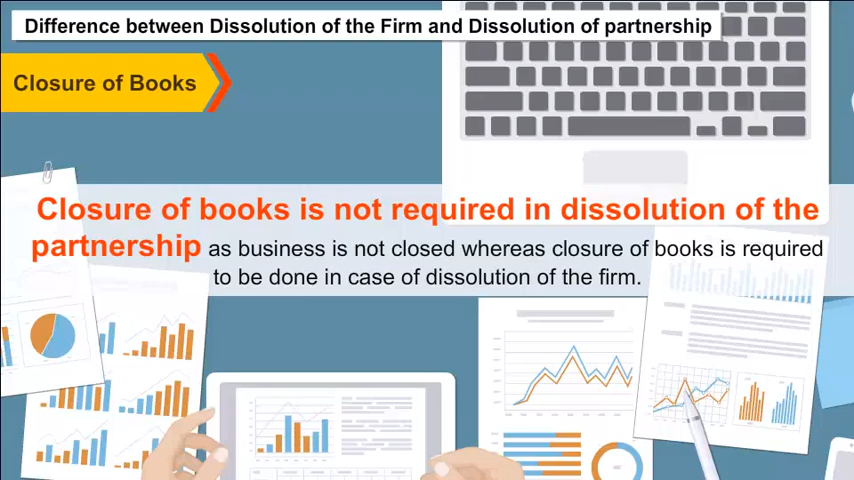 Difference between Dissolution of the Firm and Dissolution of partnership
Closure of Books
Closure of books is not required in dissolution of the
partnership as business is not closed whereas closure of books is required
to be done in case of dissolution of the firm.